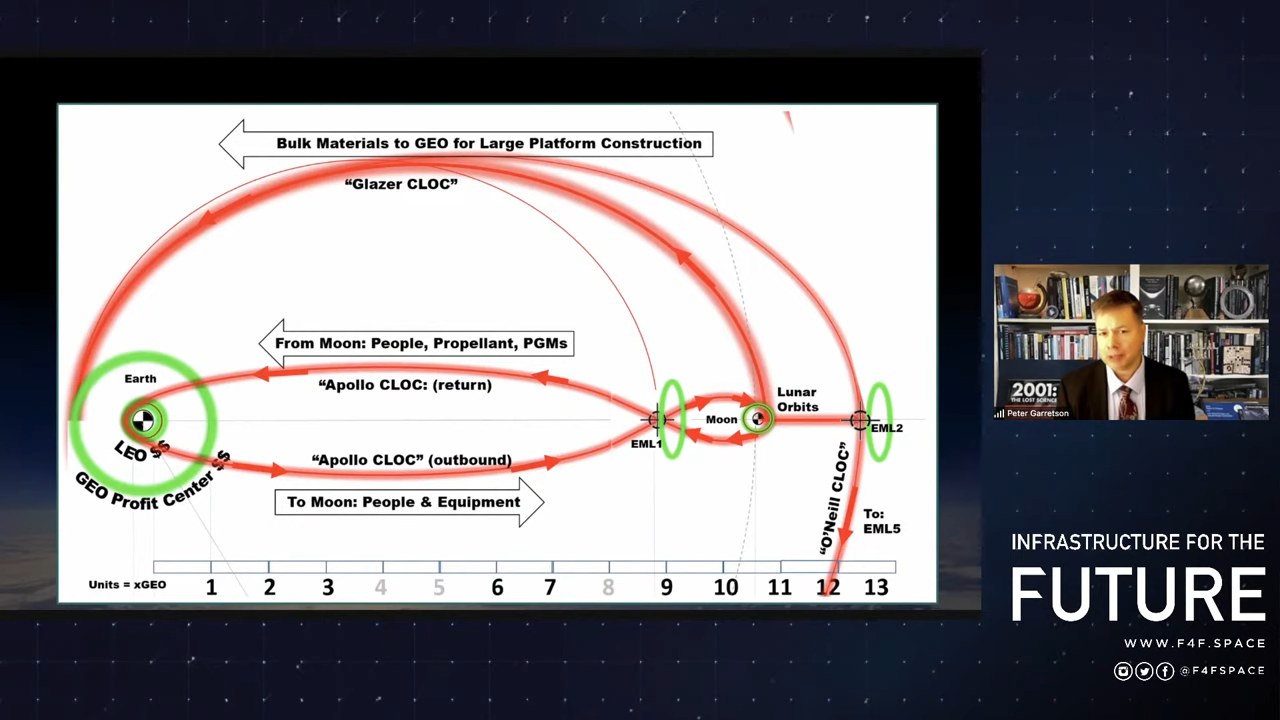 Bulk Materials to GEO for Large Platform Construction
“Glazer CLOC”
From Moon: People, Propellant, PGMs
“Apollo CLOC: (return)
Earth
Lunar
Orbits
Moon
EML1
EML2
LEO $$
GEO Profit Center $$
“Apollo CLOC” (outbound)
To Moon: People & Equipment
“O’Neill CLOC”
To:
EML5
Units = xGEO
1 2 3 4 5 6 7 8 9 10 11 12 13
2001:
THE LOST SCIENCE
Peter Garretson
INFRASTRUCTURE FOR THE
FUTURE
WWW.F4F.SPACE
@F4FSPACE